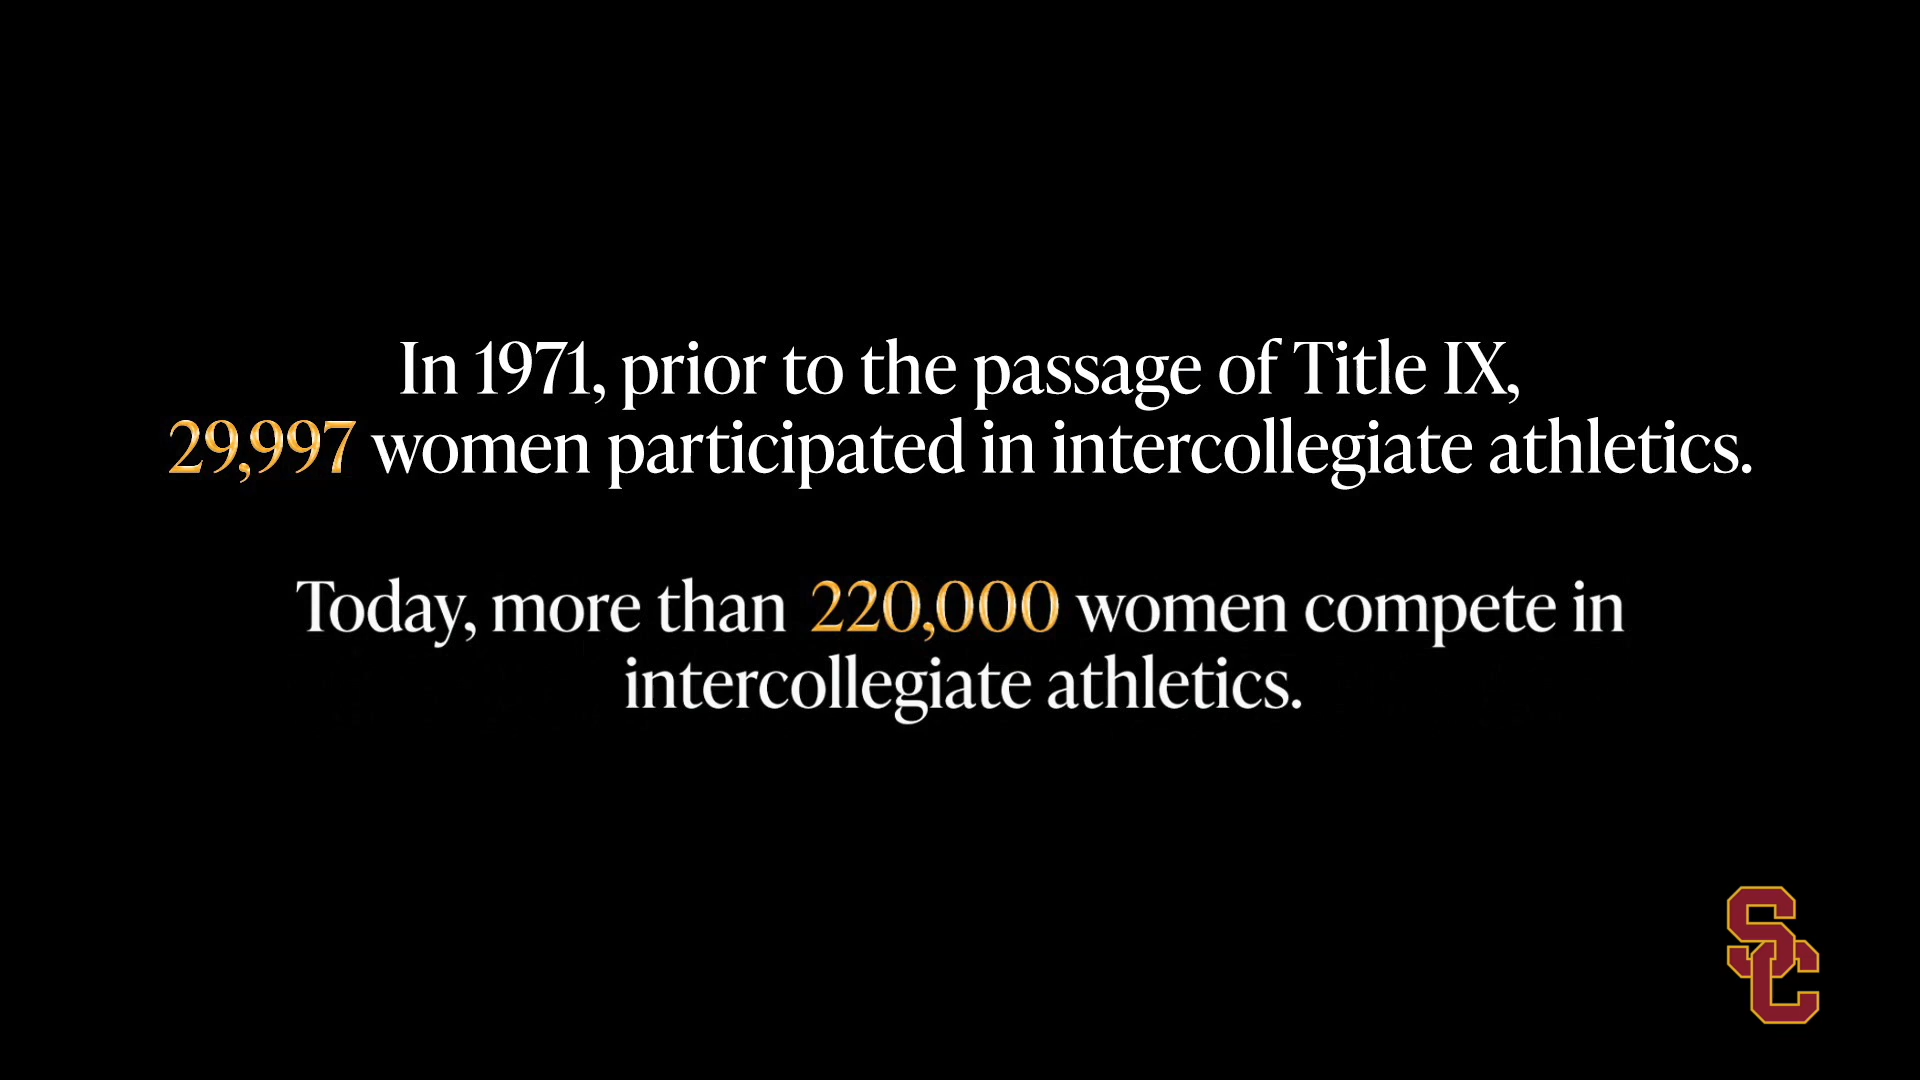 In 1971, prior to the passage of Title IX,
29,997 women participated in intercollegiate athletics.
Today, more than 220,000 women compete in
intercollegiate athletics.
SC